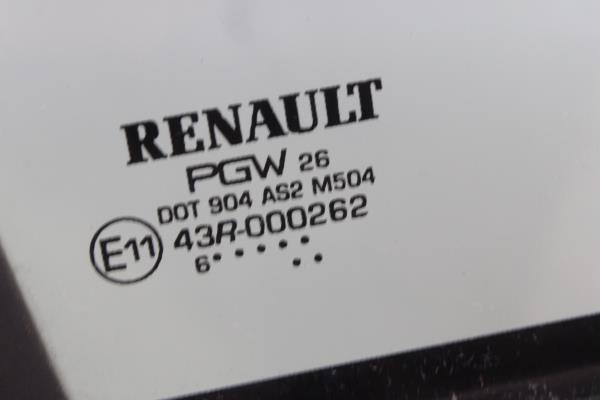 RENAULT
PGW 26
DOT 904 AS2 M504
E11 43R-000262
6• • • • •
• •